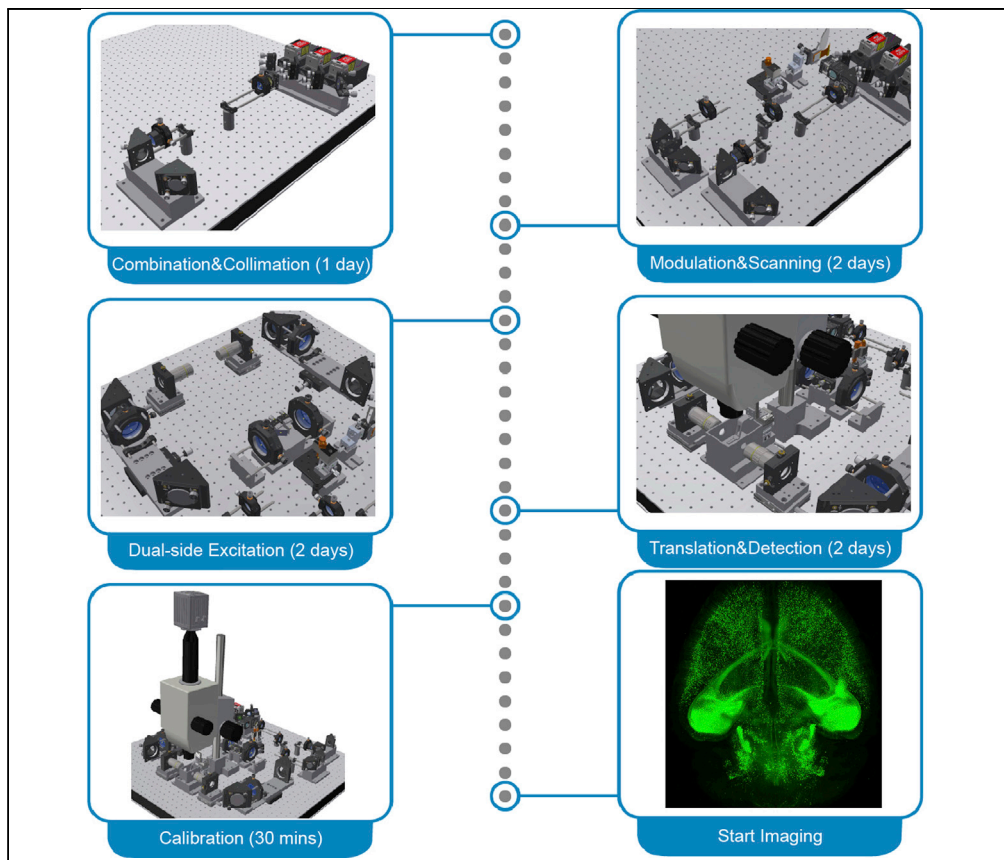 Combination&Collimation (1 day)
Modulation&Scanning (2 days)
Dual-side Excitation (2 days)
Translation&Detection (2 days)
Calibration (30 mins)
Start Imaging